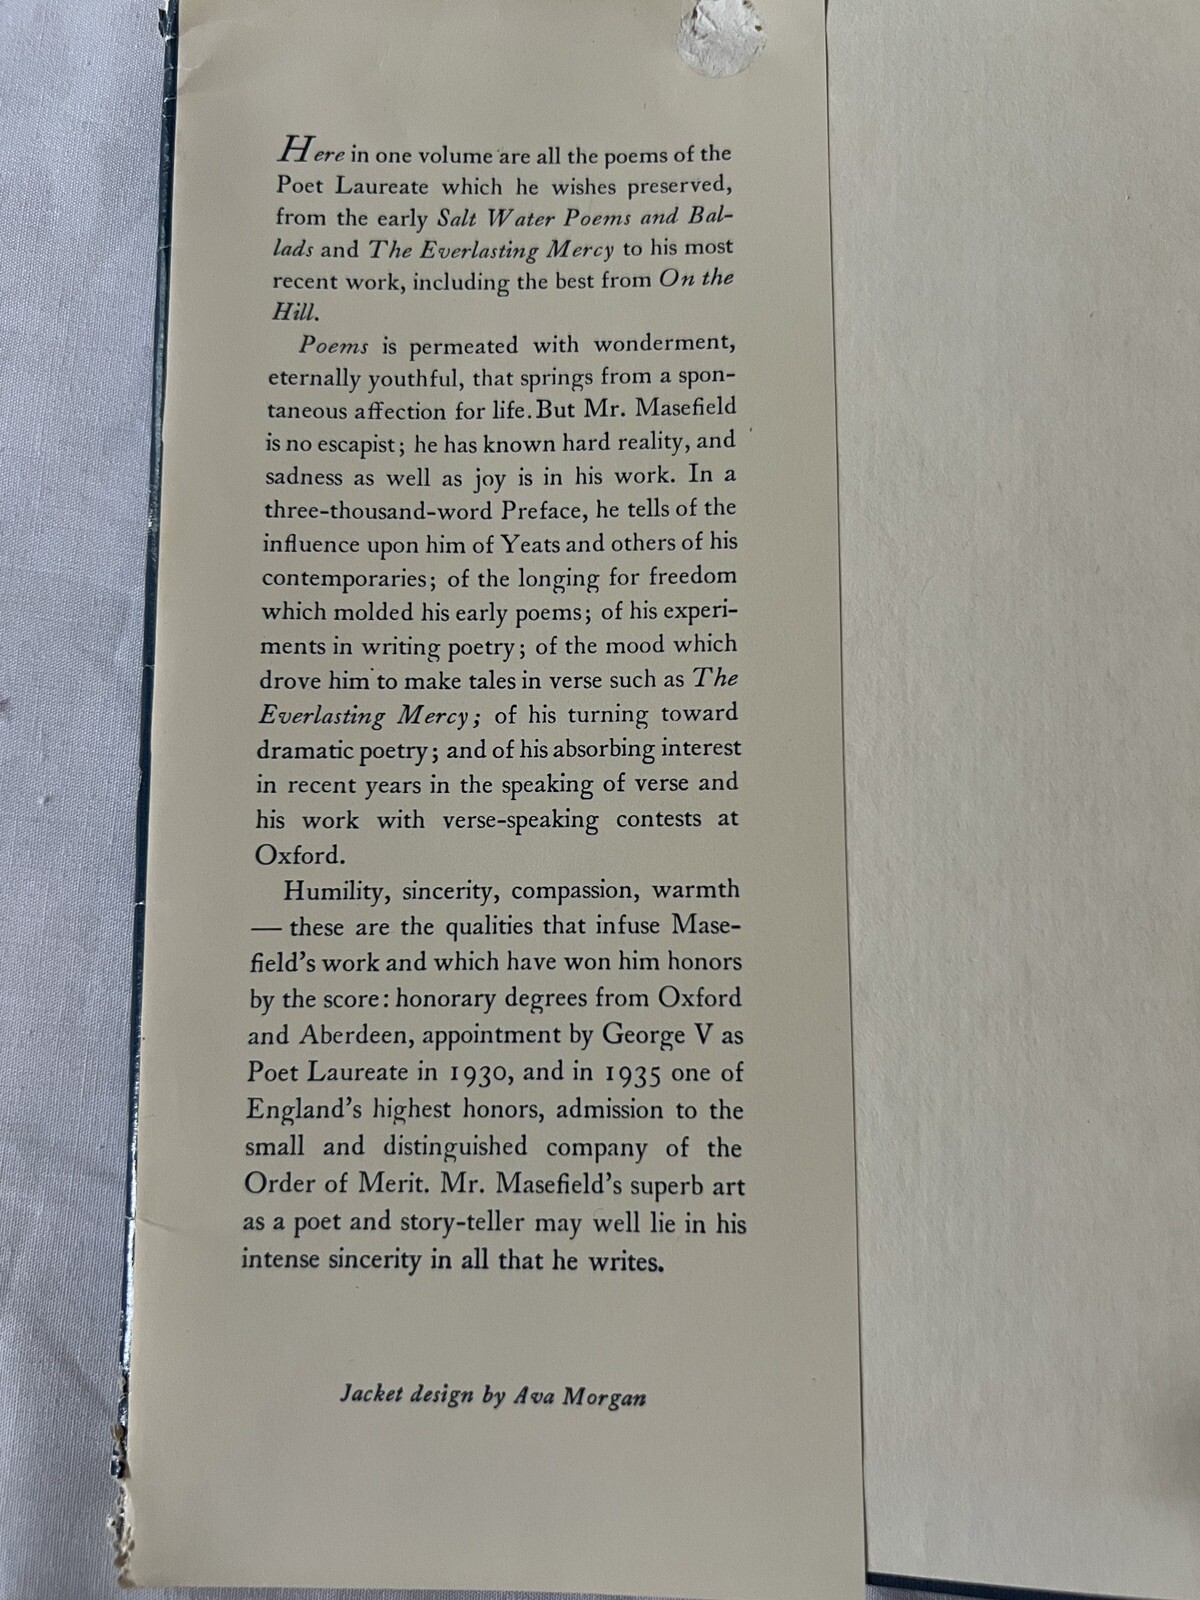 Here in one volume are all the poems of the
Poet Laureate which he wishes preserved,
from the early Salt Water Poems and Bal-
lads and The Everlasting Mercy to his most
recent work, including the best from On the
Hill.
Poems is permeated with wonderment,
eternally youthful, that springs from a spon-
taneous affection for life. But Mr. Masefield
is no escapist; he has known hard reality, and
sadness as well as joy is in his work. In a
three-thousand-word Preface, he tells of the
influence upon him of Yeats and others of his
contemporaries; of the longing for freedom
which molded his early poems; of his experi-
ments in writing poetry; of the mood which
drove him to make tales in verse such as The
Everlasting Mercy; of his turning toward
dramatic poetry; and of his absorbing interest
in recent years in the speaking of verse and
his work with verse-speaking contests at
Oxford.
Humility, sincerity, compassion, warmth
— these are the qualities that infuse Mase-
field's work and which have won him honors
by the score: honorary degrees from Oxford
and Aberdeen, appointment by George V as
Poet Laureate in 1930, and in 1935 one of
England's highest honors, admission to the
small and distinguished company of the
Order of Merit. Mr. Masefield's superb art
as a poet and story-teller may well lie in his
intense sincerity in all that he writes.
Jacket design by Ava Morgan